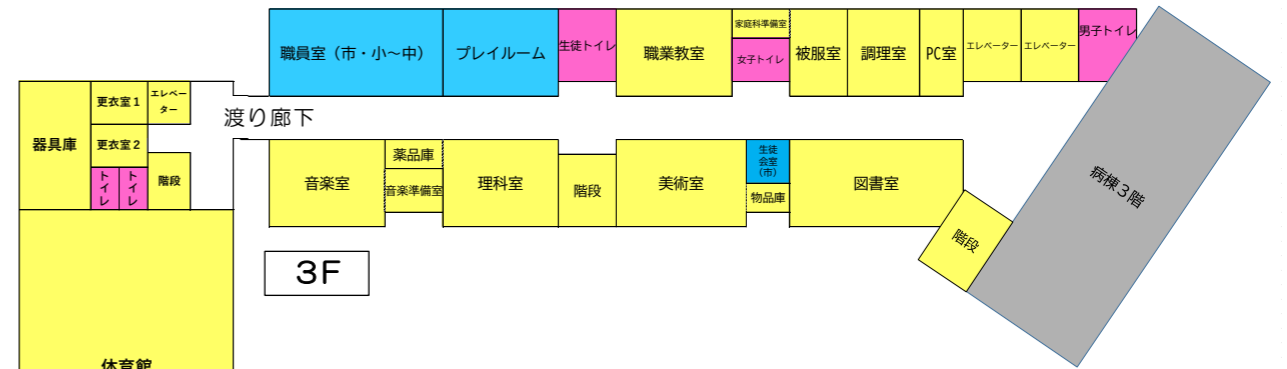 職員室（市・小～中）
プレイルーム
生徒トイレ
職業教室
家庭科準備室
女子トイレ
被服室
調理室
PC室
エレベーター
エレベーター
男子トイレ
器具庫
更衣室１
エレベー
ター
更衣室２
トイレ
トイレ
階段
渡り廊下
音楽室
薬品庫
音楽準備室
理科室
階段
美術室
生徒
会室
（市）
物品庫
図書室
階段
病棟３階
３F
体育館